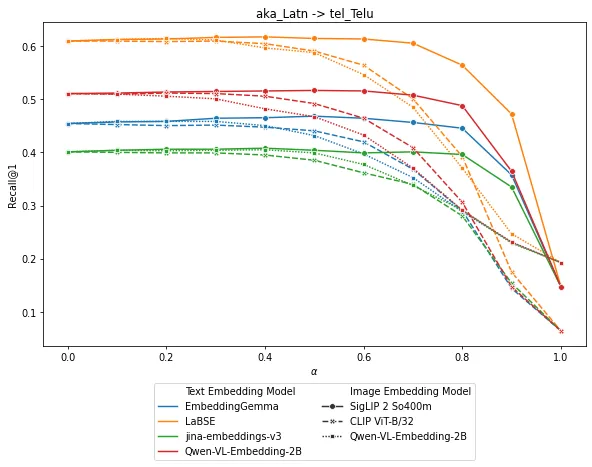 aka_Latn -> tel_Telu
Recall@1
0.6
0.5
0.4
0.3
0.2
0.1
0.0 0.2 0.4 0.6 0.8 1.0
α
Text Embedding Model Image Embedding Model
EmbeddingGemma SigLIP 2 So400m
LaBSE CLIP ViT-B/32
jina-embeddings-v3 Qwen-VL-Embedding-2B
Qwen-VL-Embedding-2B